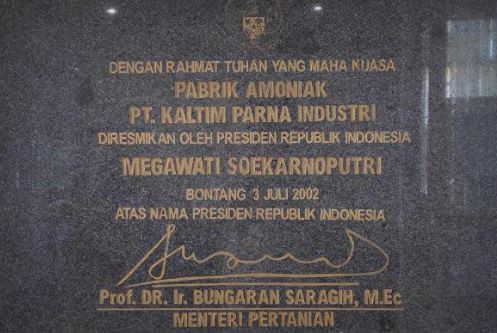 DENGAN RAHMAT TUHAN YANG MAHA KUASA
PABRIK AMONIAK
PT. KALTIM PARNA INDUSTRI
DIRESMIKAN OLEH PRESIDEN REPUBLIK INDONESIA
MEGAWATI SOEKARNOPUTRI
BONTANG 3 JULI 2002
ATAS NAMA PRESIDEN REPUBLIK INDONESIA
Prof. DR. Ir. BUNGARAN SARAGIH, M.Ec
MENTERI PERTANIAN